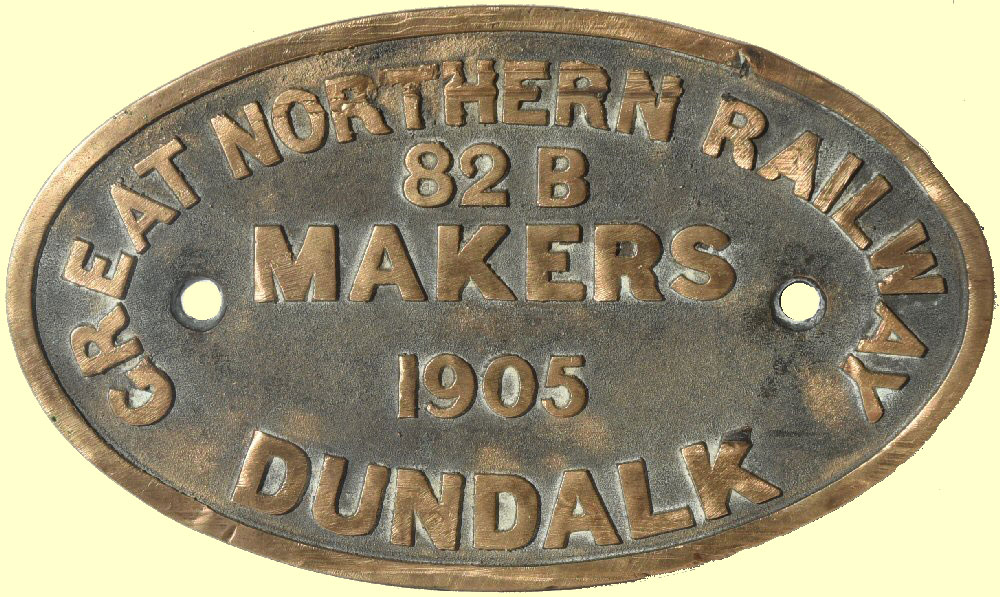 GREAT NORTHERN RAILWAY
82 B
MAKERS
1905
DUNDALK